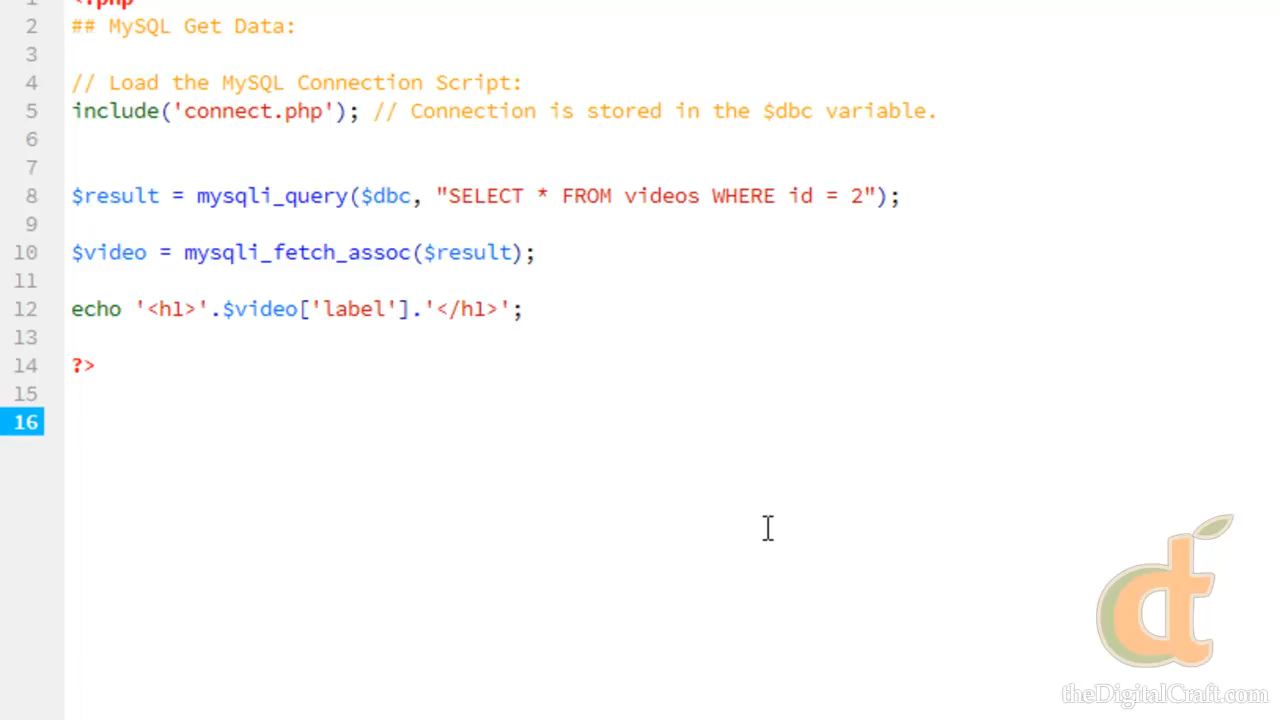 1 <?php
2 ## MySQL Get Data:
3
4 // Load the MySQL Connection Script:
5 include('connect.php'); // Connection is stored in the $dbc variable.
6
7
8 $result = mysqli_query($dbc, "SELECT * FROM videos WHERE id = 2");
9
10 $video = mysqli_fetch_assoc($result);
11
12 echo '<h1>'.$video['label'].'</h1>';
13
14 ?>
15
16
theDigitalCraft.com